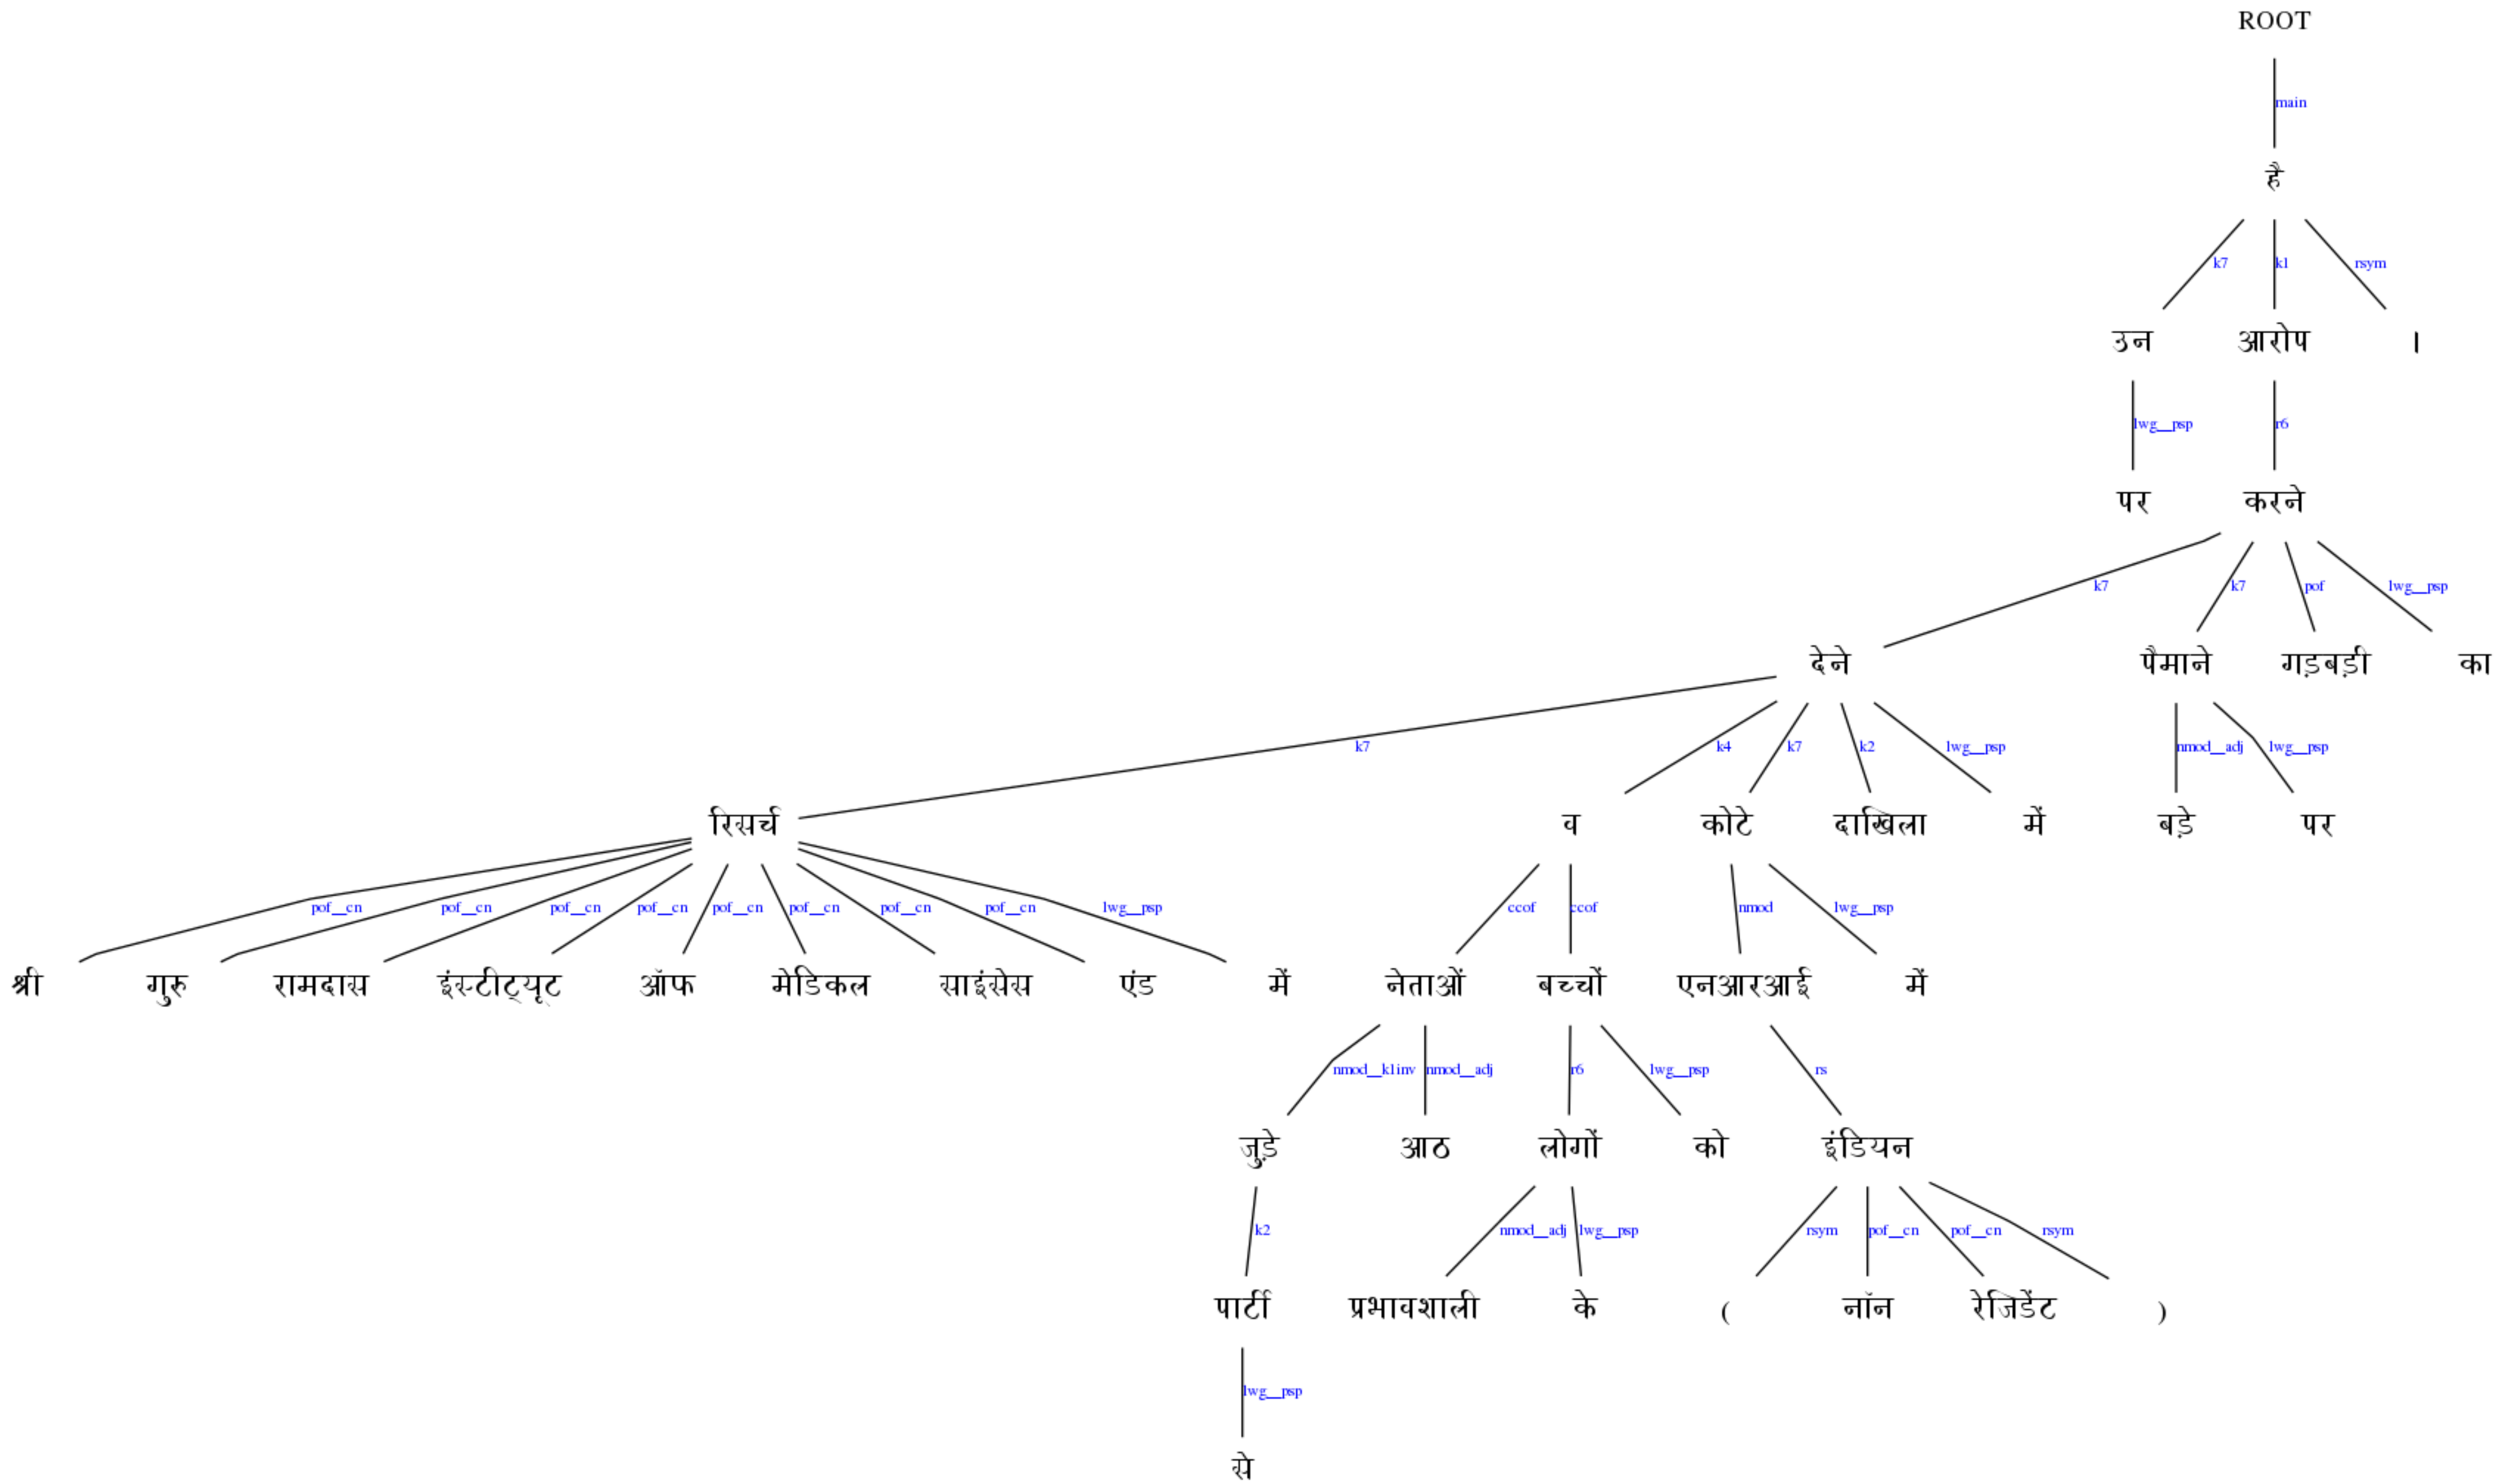 ROOT
main
है
k7 k1 rsym
उन आरोप ।
lwg__psp r6
पर करने
k7 k7 pof lwg__psp
देने पैमाने गड़बड़ी का
k7 k4 k7 k2 lwg__psp nmod__adj lwg__psp
रिसर्च व कोटे दाखिला में बड़े पर
pof__cn pof__cn pof__cn pof__cn pof__cn pof__cn pof__cn pof__cn lwg__psp ccof ccof nmod lwg__psp
श्री गुरु रामदास इंस्टीट्यूट ऑफ मेडिकल साइंसेस एंड में नेताओं बच्चों एनआरआई में
nmod__k1inv nmod__adj r6 lwg__psp rs
जुड़े आठ लोगों को इंडियन
k2 nmod__adj lwg__psp rsym pof__cn pof__cn rsym
पार्टी प्रभावशाली के ( नॉन रेजिडेंट )
lwg__psp
से